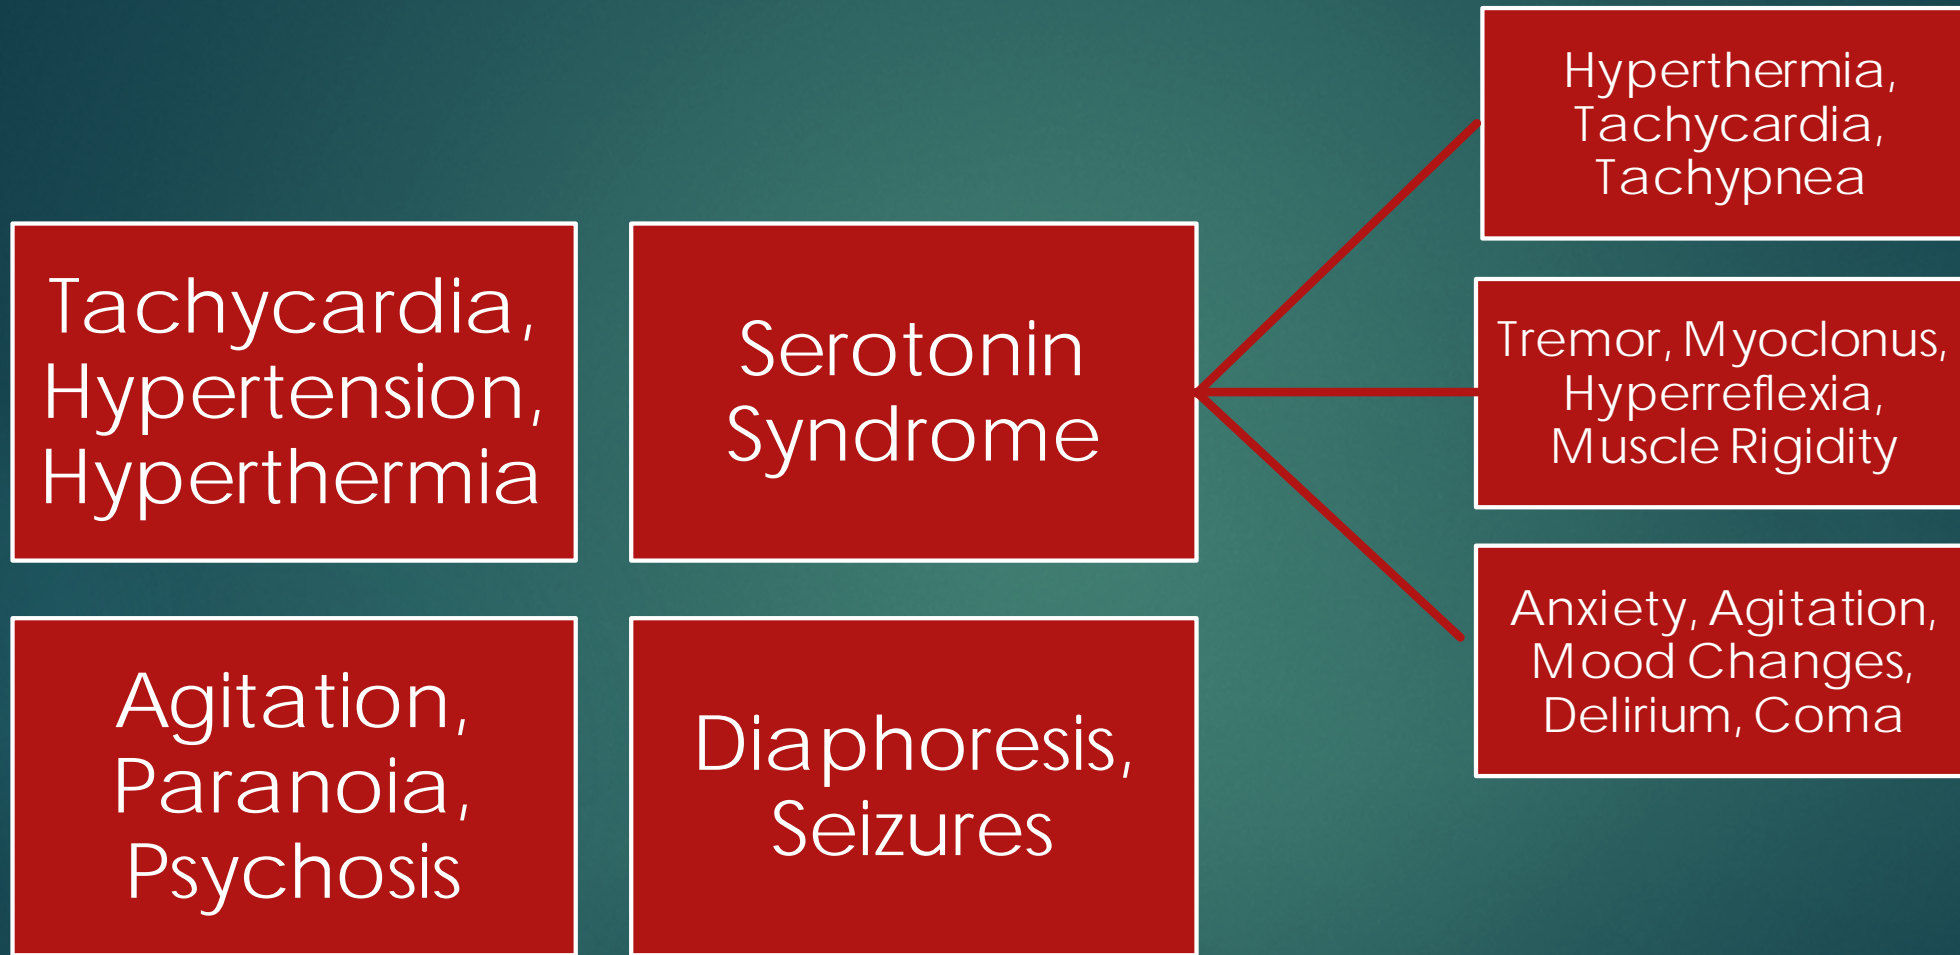 Tachycardia,
Hypertension,
Hyperthermia
Serotonin
Syndrome
Hyperthermia,
Tachycardia,
Tachypnea
Tremor, Myoclonus,
Hyperreflexia,
Muscle Rigidity
Anxiety, Agitation,
Mood Changes,
Delirium, Coma
Agitation,
Paranoia,
Psychosis
Diaphoresis,
Seizures